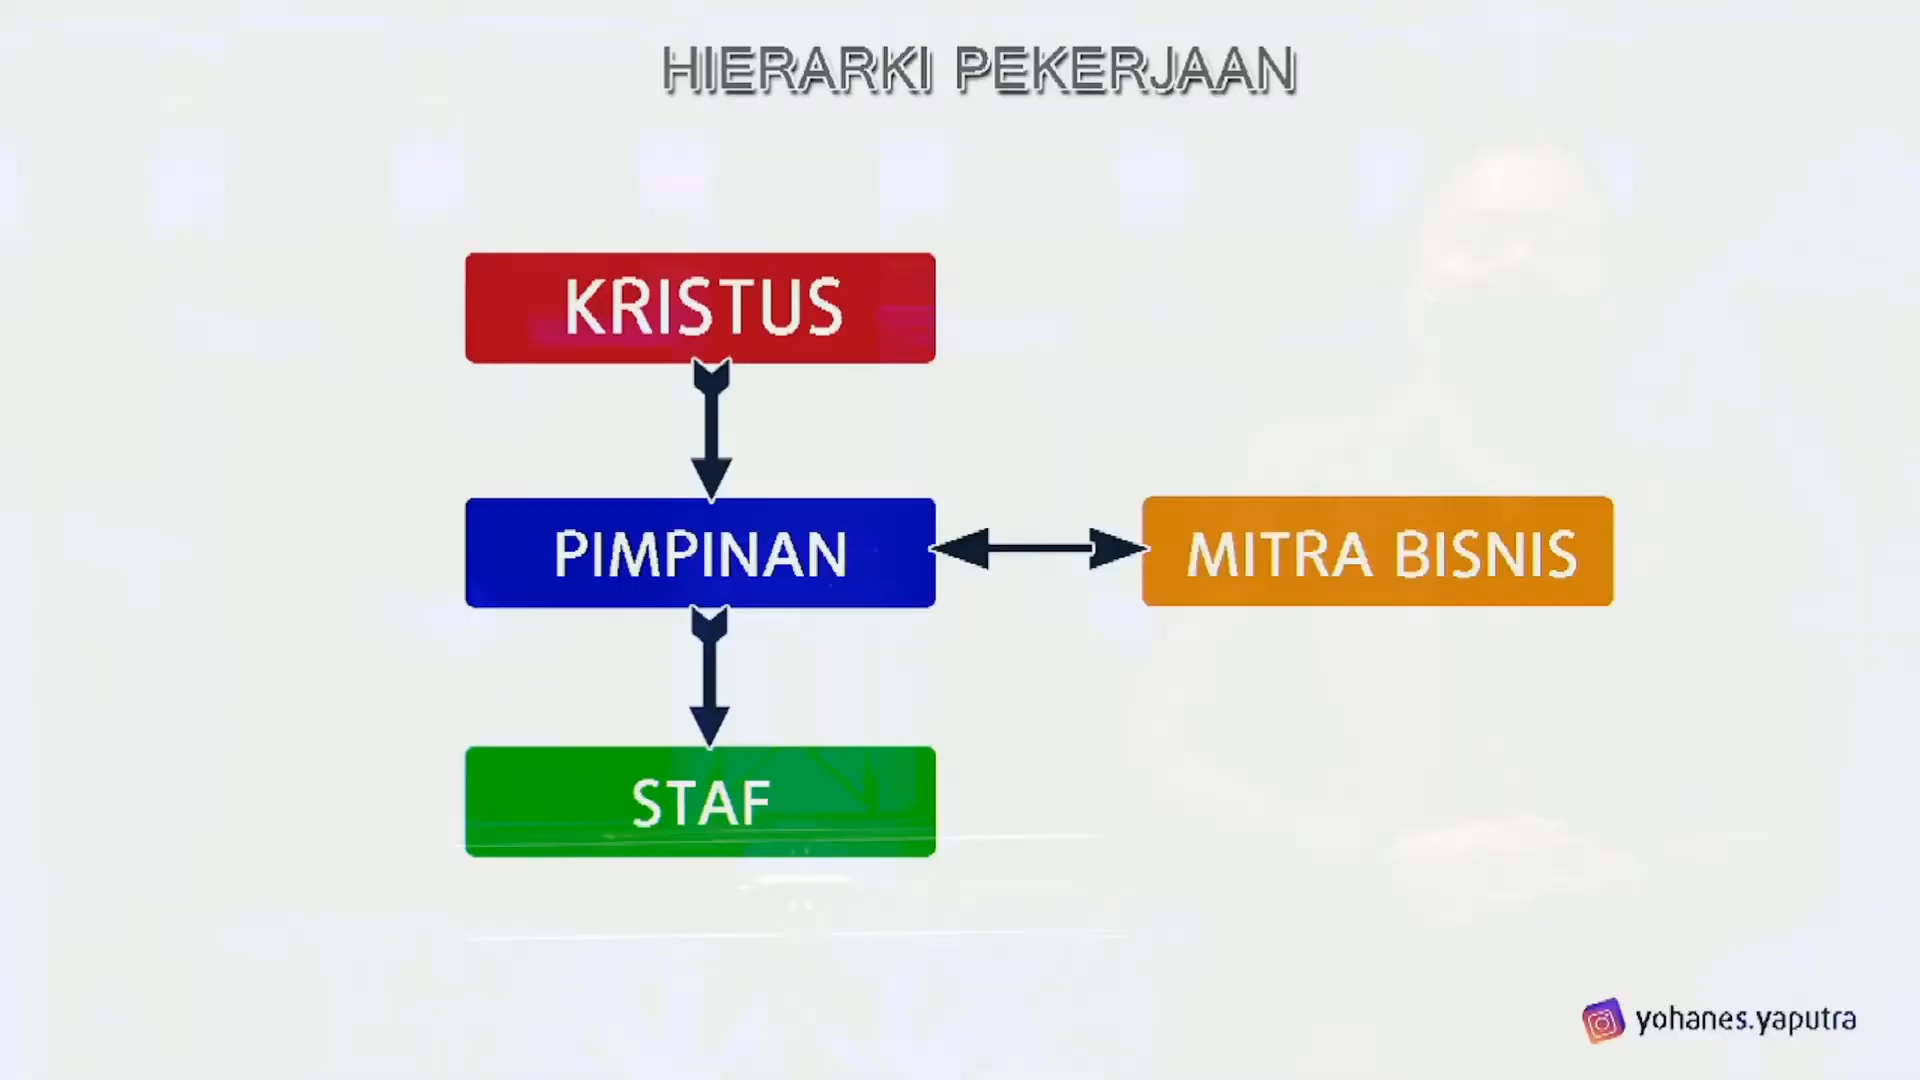 HIERARKI PEKERJAAN
KRISTUS
PIMPINAN
MITRA BISNIS
STAF
yohanes.yaputra